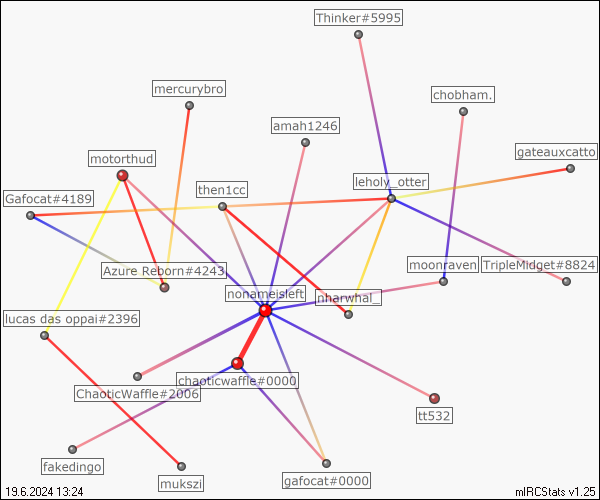 Thinker#5995
mercurybro
chobham.
amah1246
motorthud
gateauxcatto
leholy_otter
then1cc
Gafocat#4189
Azure Reborn#4243
moonraven
TripleMidget#8824
nonameisleft
nharwhal_
lucas das oppai#2396
chaoticwaffle#0000
ChaoticWaffle#2006
tt532
fakedingo
mukszi
gafocat#0000
19.6.2024 13:24
mIRCStats v1.25